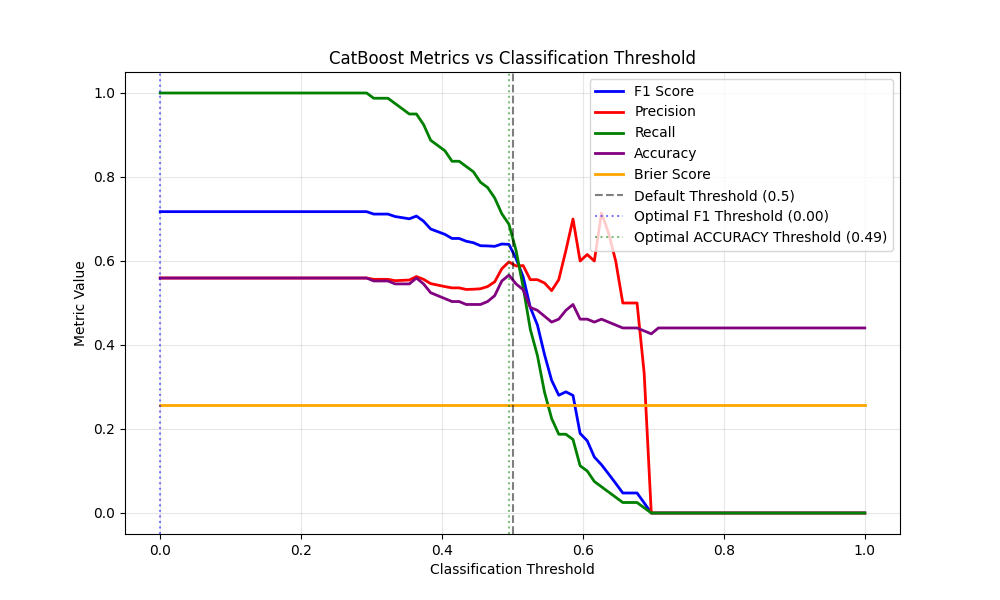 CatBoost Metrics vs Classification Threshold
Metric Value
1.0
0.8
0.6
0.4
0.2
0.0
F1 Score
Precision
Recall
Accuracy
Brier Score
Default Threshold (0.5)
Optimal F1 Threshold (0.00)
Optimal ACCURACY Threshold (0.49)
0.0 0.2 0.4 0.6 0.8 1.0
Classification Threshold